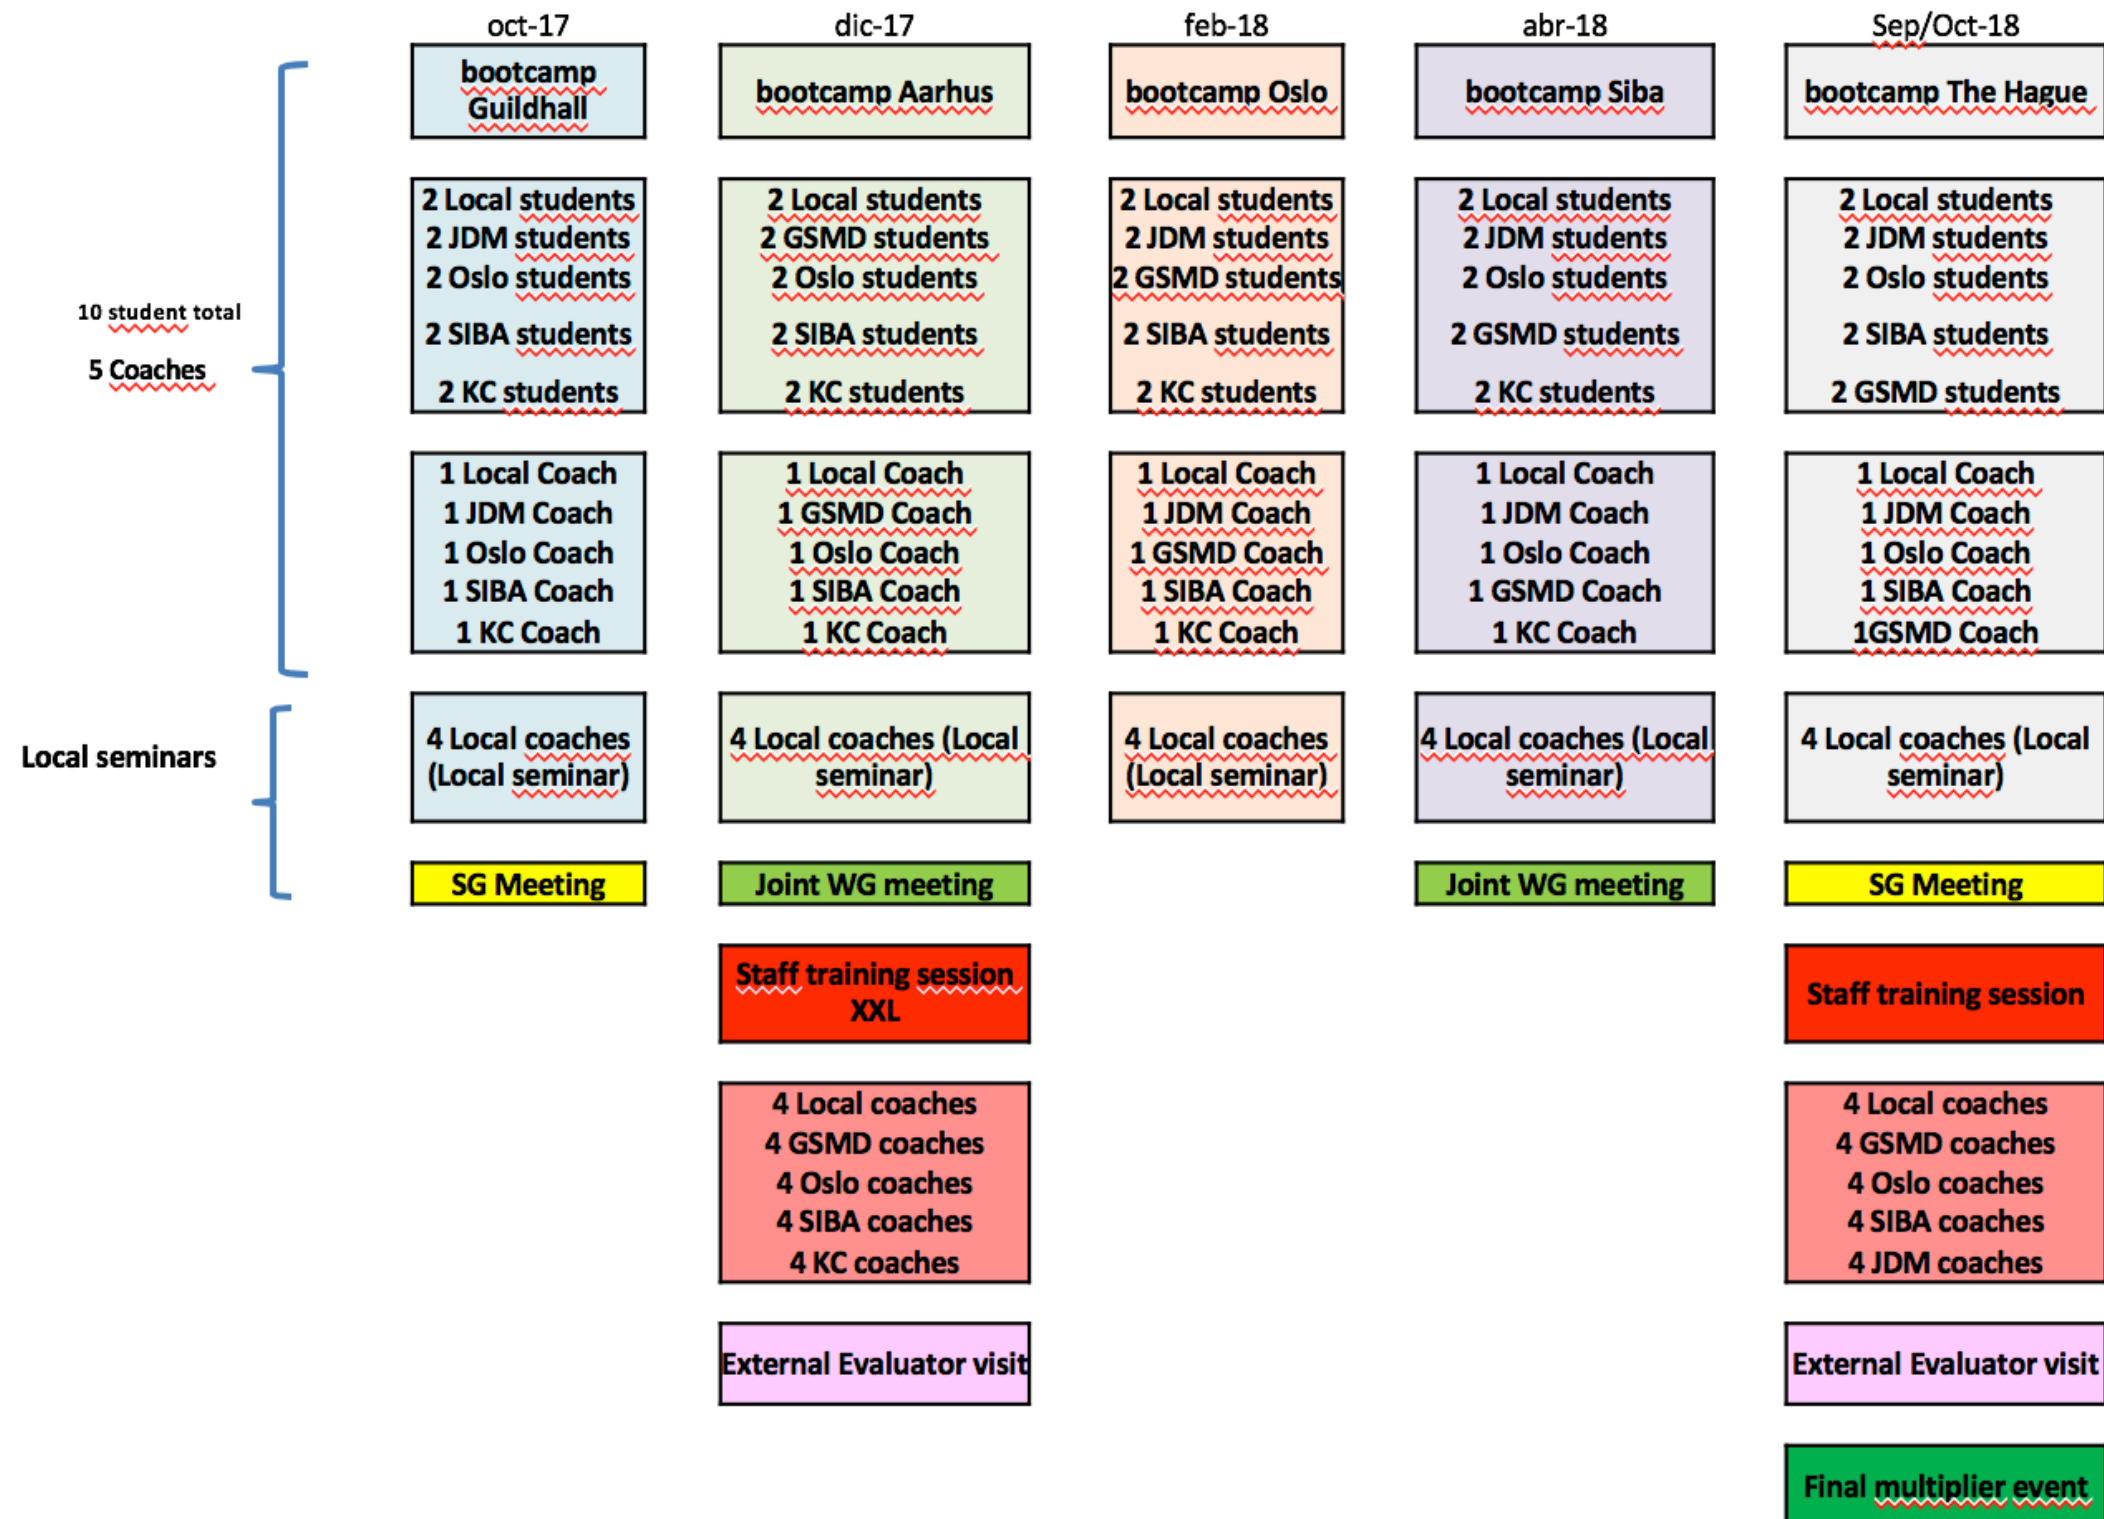 oct-17
dic-17
feb-18
abr-18
Sep/Oct-18
bootcamp
Guildhall
bootcamp Aarhus
bootcamp Oslo
bootcamp Siba
bootcamp The Hague
10 student total
5 Coaches
2 Local students
2 JDM students
2 Oslo students
2 SIBA students
2 KC students
2 Local students
2 GSMD students
2 Oslo students
2 SIBA students
2 KC students
2 Local students
2 JDM students
2 GSMD students
2 SIBA students
2 KC students
2 Local students
2 JDM students
2 Oslo students
2 GSMD students
2 KC students
2 Local students
2 JDM students
2 Oslo students
2 SIBA students
2 GSMD students
1 Local Coach
1 JDM Coach
1 Oslo Coach
1 SIBA Coach
1 KC Coach
1 Local Coach
1 GSMD Coach
1 Oslo Coach
1 SIBA Coach
1 KC Coach
1 Local Coach
1 JDM Coach
1 GSMD Coach
1 SIBA Coach
1 KC Coach
1 Local Coach
1 JDM Coach
1 Oslo Coach
1 GSMD Coach
1 KC Coach
1 Local Coach
1 JDM Coach
1 Oslo Coach
1 SIBA Coach
1GSMD Coach
Local seminars
4 Local coaches
(Local seminar)
4 Local coaches (Local
seminar)
4 Local coaches
(Local seminar)
4 Local coaches (Local
seminar)
4 Local coaches (Local
seminar)
SG Meeting
Joint WG meeting
Joint WG meeting
SG Meeting
Staff training session
XXL
Staff training session
4 Local coaches
4 GSMD coaches
4 Oslo coaches
4 SIBA coaches
4 KC coaches
4 Local coaches
4 GSMD coaches
4 Oslo coaches
4 SIBA coaches
4 JDM coaches
External Evaluator visit
External Evaluator visit
Final multiplier event